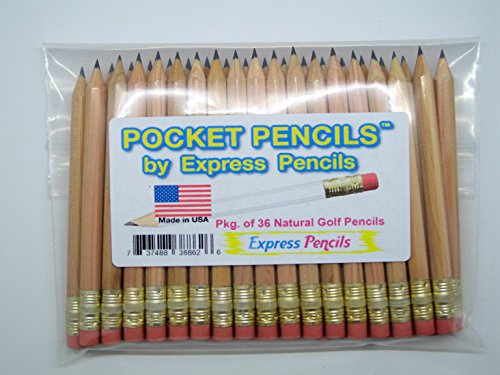 POCKET PENCILS™
by Express Pencils
Made in USA
Pkg. of 36 Natural Golf Pencils
Express Pencils
7 37488 38862 6